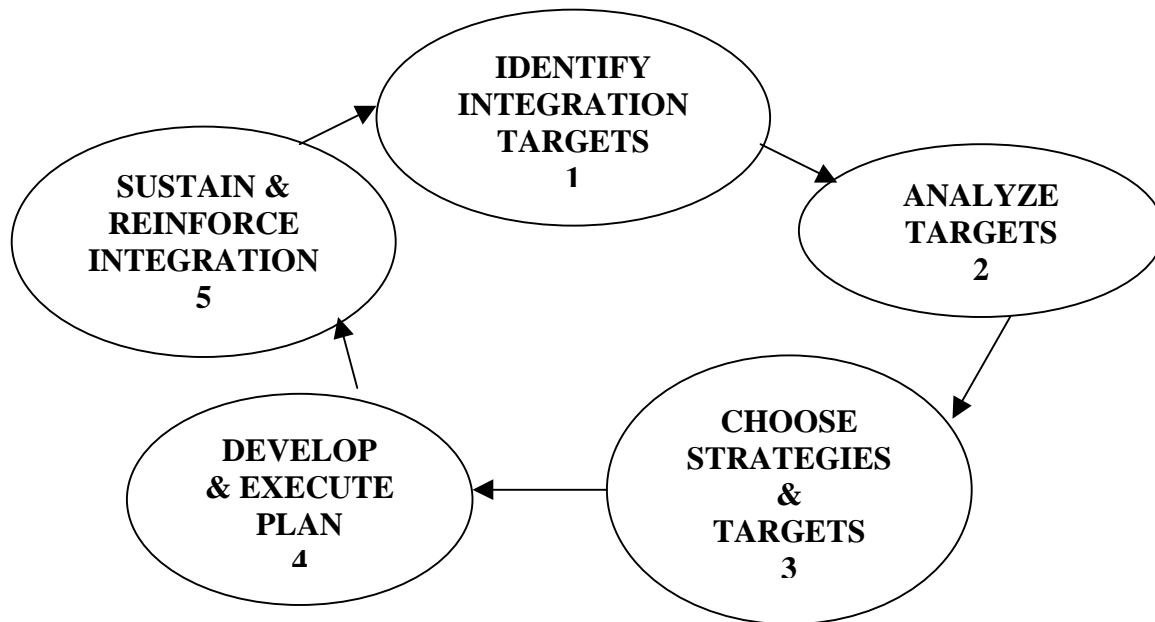 IDENTIFY
INTEGRATION
TARGETS
1
ANALYZE
TARGETS
2
CHOOSE
STRATEGIES
&
TARGETS
3
DEVELOP
& EXECUTE
PLAN
4
SUSTAIN &
REINFORCE
INTEGRATION
5